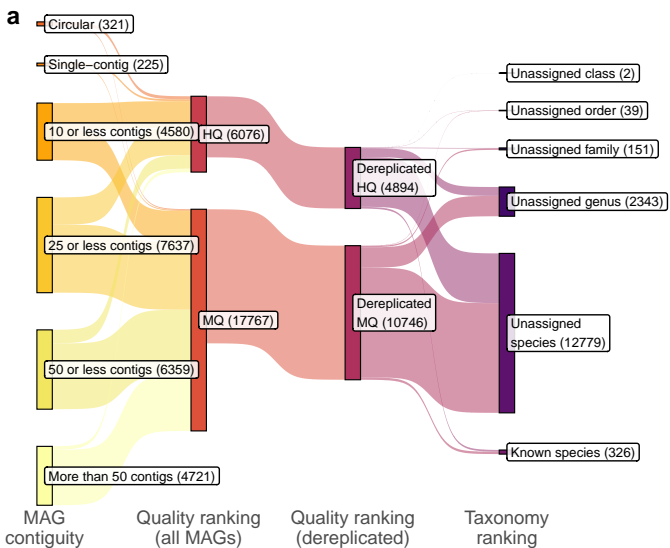 a
Circular (321)
Single−contig (225)
10 or less contigs (4580)
25 or less contigs (7637)
50 or less contigs (6359)
More than 50 contigs (4721)
HQ (6076)
MQ (17767)
Dereplicated
HQ (4894)
Dereplicated
MQ (10746)
Unassigned class (2)
Unassigned order (39)
Unassigned family (151)
Unassigned genus (2343)
Unassigned
species (12779)
Known species (326)
MAG
contiguity
Quality ranking
(all MAGs)
Quality ranking
(dereplicated)
Taxonomy
ranking